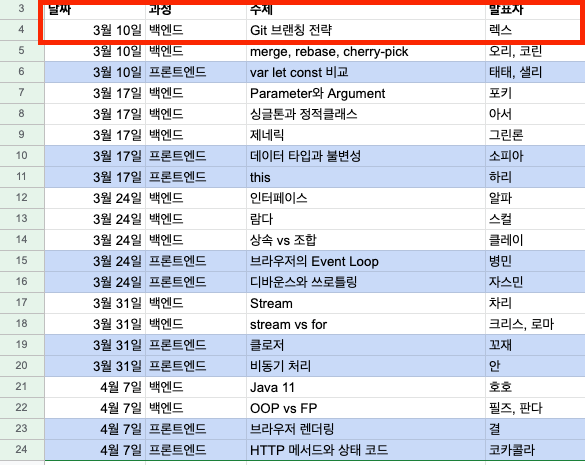 3 날짜 과정 주제 발표자
4 3월 10일 백엔드 Git 브랜칭 전략 렉스
5 3월 10일 백엔드 merge, rebase, cherry-pick 오리, 코린
6 3월 10일 프론트엔드 var let const 비교 태태, 샐리
7 3월 17일 백엔드 Parameter와 Argument 포키
8 3월 17일 백엔드 싱글톤과 정적클래스 아서
9 3월 17일 백엔드 제네릭 그린론
10 3월 17일 프론트엔드 데이터 타입과 불변성 소피아
11 3월 17일 프론트엔드 this 하리
12 3월 24일 백엔드 인터페이스 알파
13 3월 24일 백엔드 람다 스컬
14 3월 24일 백엔드 상속 vs 조합 클레이
15 3월 24일 프론트엔드 브라우저의 Event Loop 병민
16 3월 24일 프론트엔드 디바운스와 쓰로틀링 자스민
17 3월 31일 백엔드 Stream 차리
18 3월 31일 백엔드 stream vs for 크리스, 로마
19 3월 31일 프론트엔드 클로저 꼬재
20 3월 31일 프론트엔드 비동기 처리 안
21 4월 7일 백엔드 Java 11 호호
22 4월 7일 백엔드 OOP vs FP 필즈, 판다
23 4월 7일 프론트엔드 브라우저 렌더링 결
24 4월 7일 프론트엔드 HTTP 메서드와 상태 코드 코카콜라